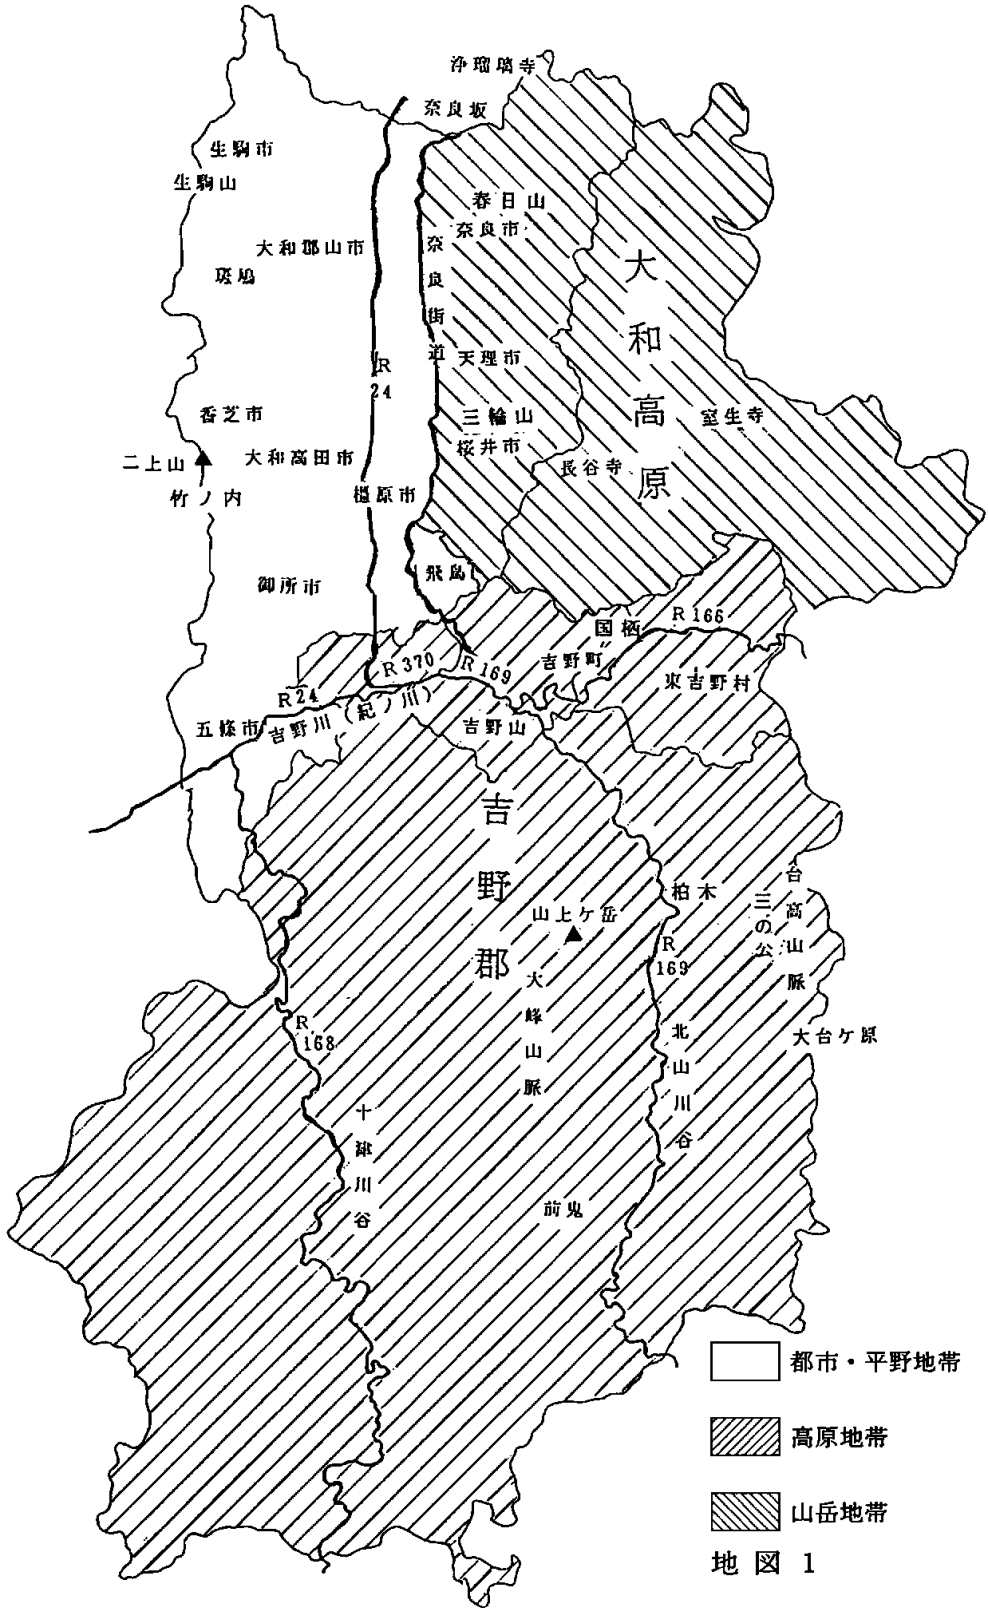 浄瑠璃寺
奈良坂
生駒市
生駒山
春日山
奈良市
大和郡山市
斑鳩
奈良街道
大和高原
R
24
天理市
香芝市
三輪山
室生寺
桜井市
二上山
大和高田市
長谷寺
竹ノ内
橿原市
飛鳥
御所市
国栖
R 166
R 370
R 169
吉野町
東吉野村
R24
五條市
吉野川(紀ノ川)
吉野山
吉野郡
柏木
台高山脈
三の公
山上ケ岳
R
169
大峰山脈
R
168
北山川谷
大台ケ原
十津川谷
前鬼
都市・平野地帯
高原地帯
山岳地帯
地図 1